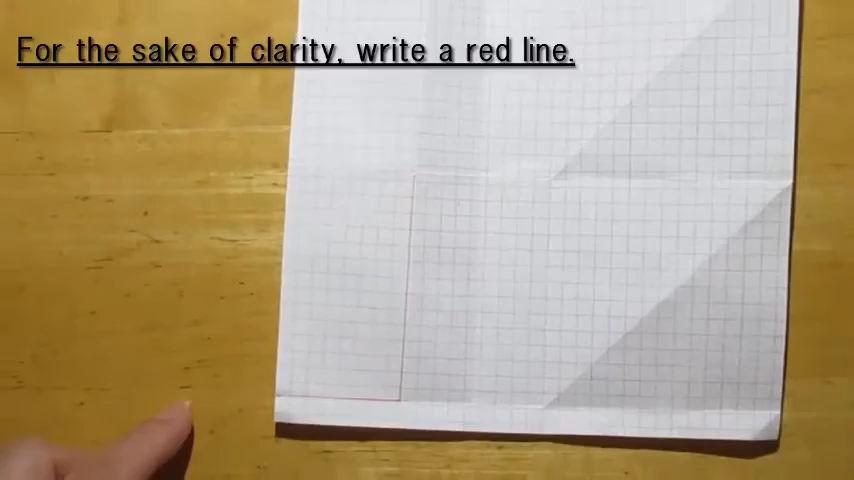 For the sake of clarity, write a red line.